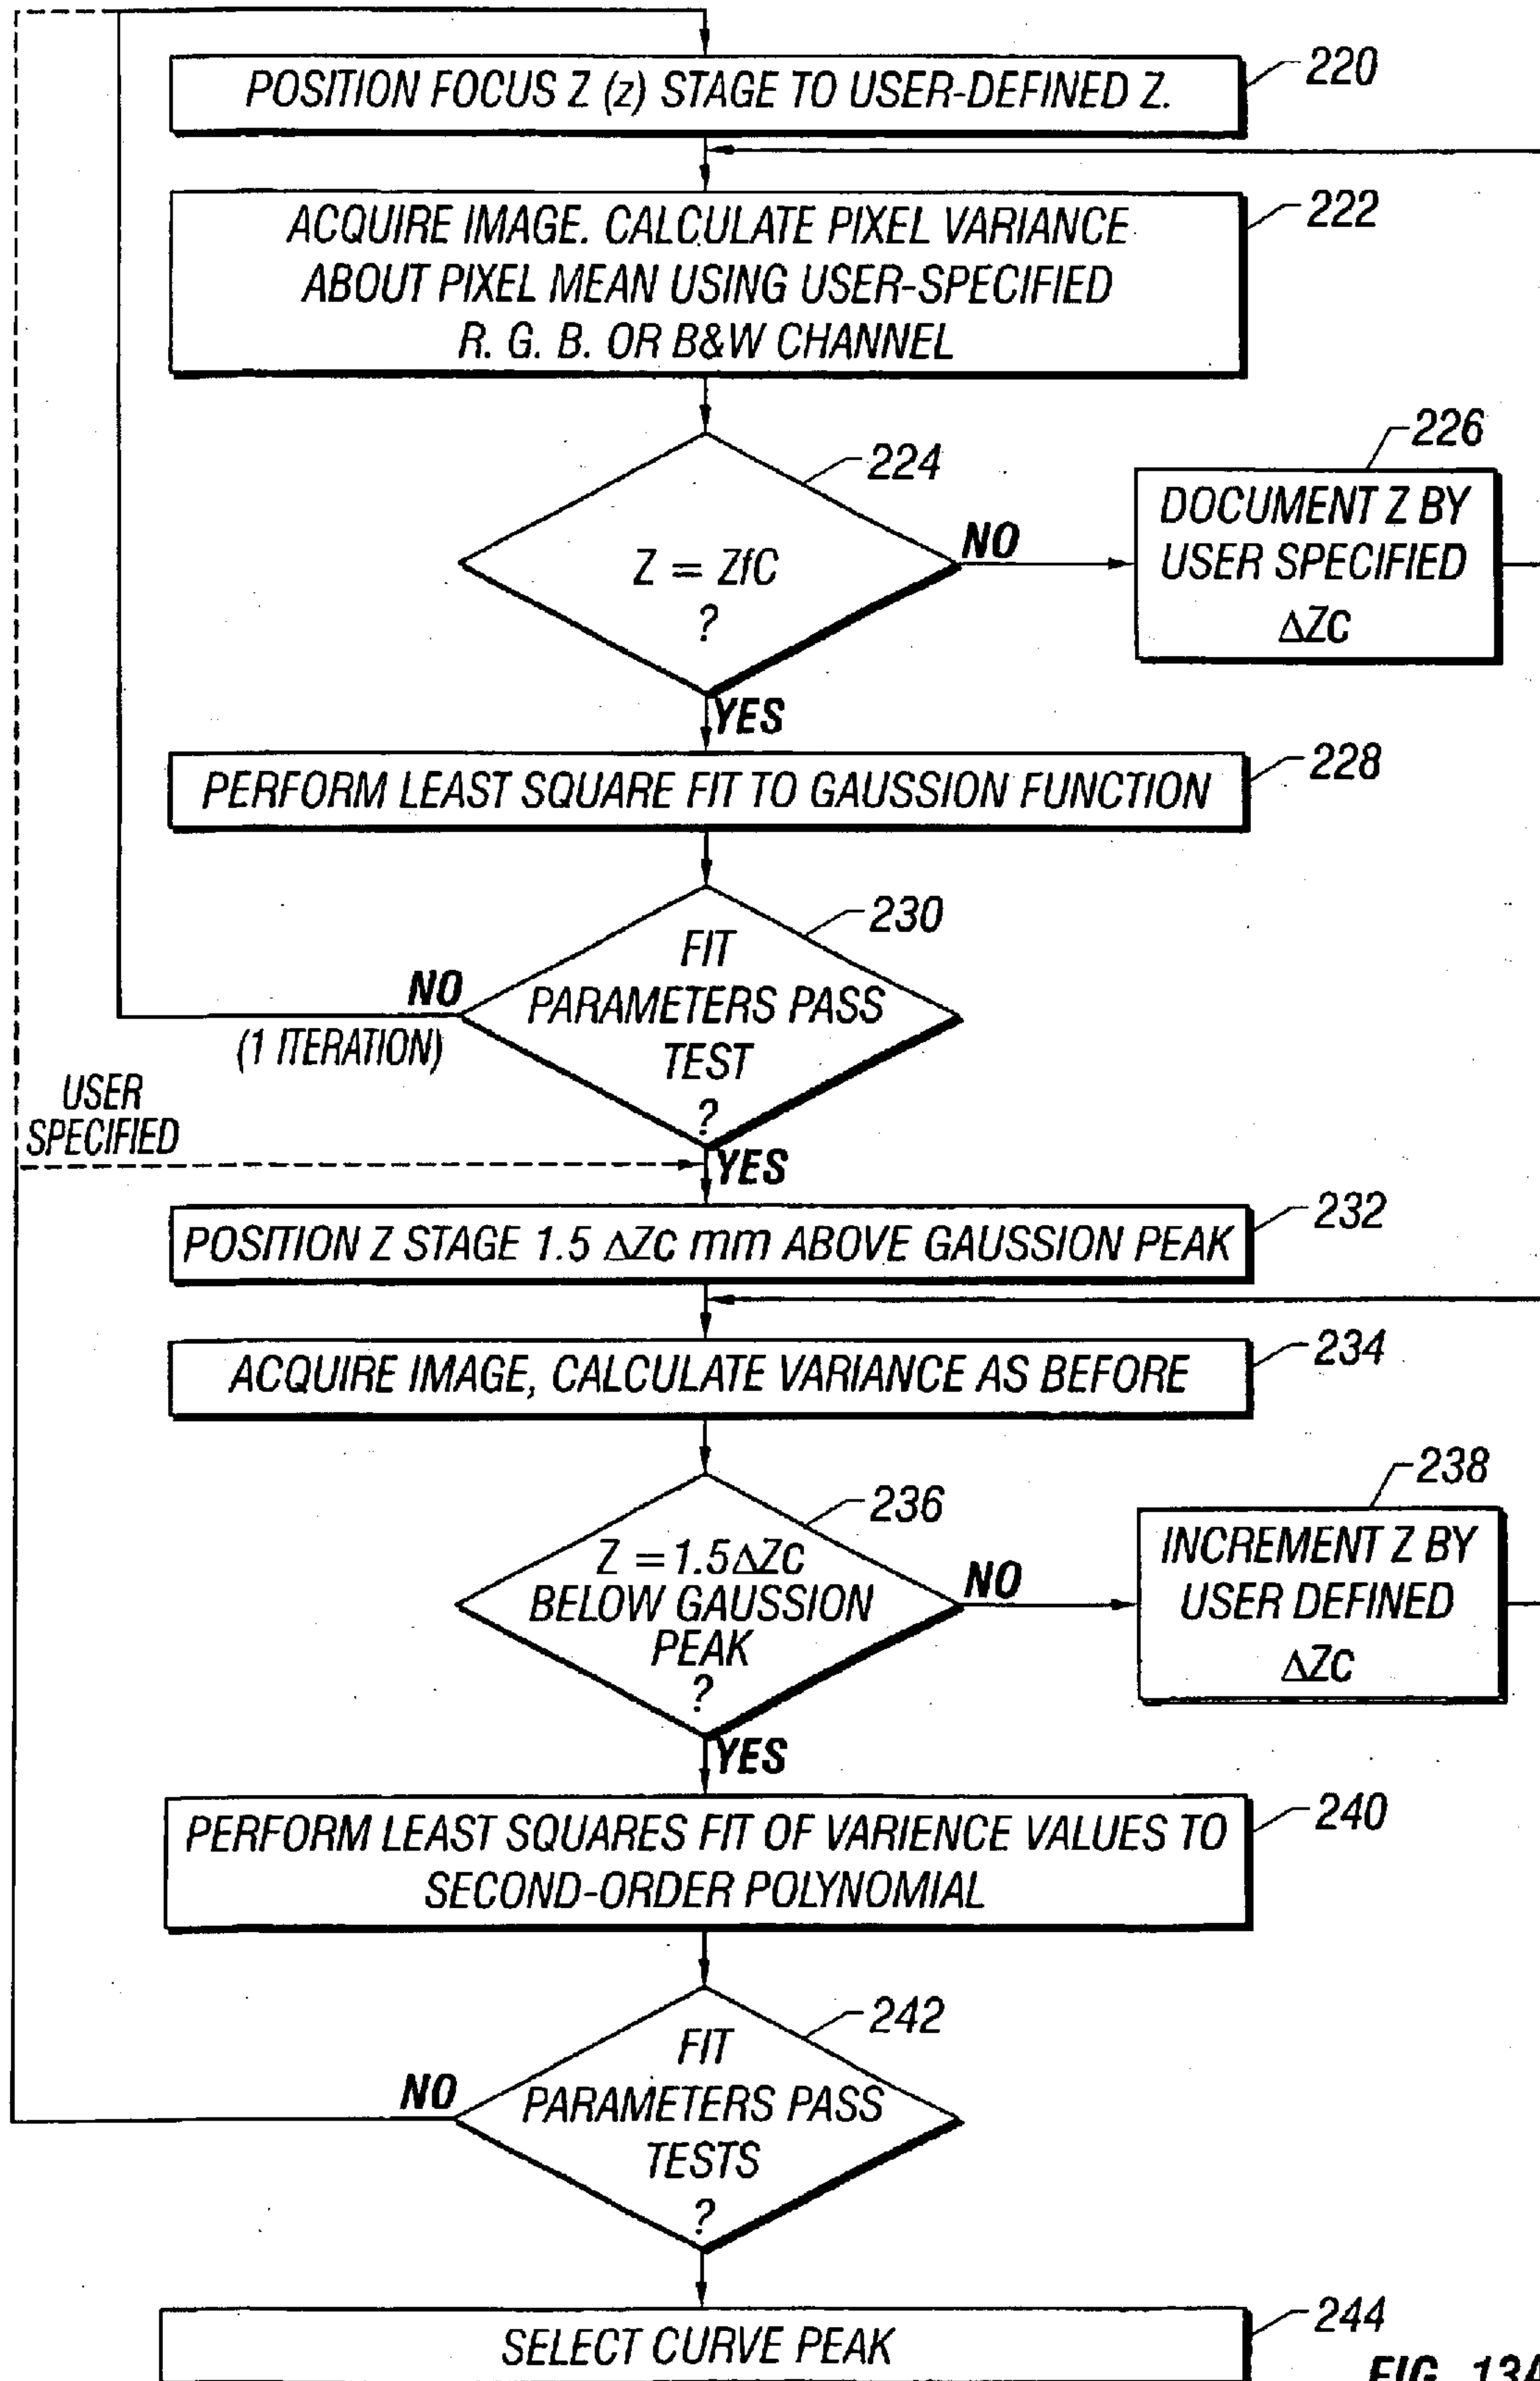 POSITION FOCUS Z (z) STAGE TO USER-DEFINED Z.
220
ACQUIRE IMAGE. CALCULATE PIXEL VARIANCE
ABOUT PIXEL MEAN USING USER-SPECIFIED
R. G. B. OR B&W CHANNEL
222
224
Z = ZfC
?
NO
226
DOCUMENT Z BY
USER SPECIFIED
ΔZC
YES
PERFORM LEAST SQUARE FIT TO GAUSSION FUNCTION
228
230
FIT
PARAMETERS PASS
TEST
?
NO
(1 ITERATION)
USER
SPECIFIED
YES
POSITION Z STAGE 1.5 ΔZC mm ABOVE GAUSSION PEAK
232
ACQUIRE IMAGE, CALCULATE VARIANCE AS BEFORE
234
236
Z = 1.5ΔZC
BELOW GAUSSION
PEAK
?
NO
238
INCREMENT Z BY
USER DEFINED
ΔZC
YES
PERFORM LEAST SQUARES FIT OF VARIENCE VALUES TO
SECOND-ORDER POLYNOMIAL
240
242
FIT
PARAMETERS PASS
TESTS
?
NO
SELECT CURVE PEAK
244
FIG. 13A